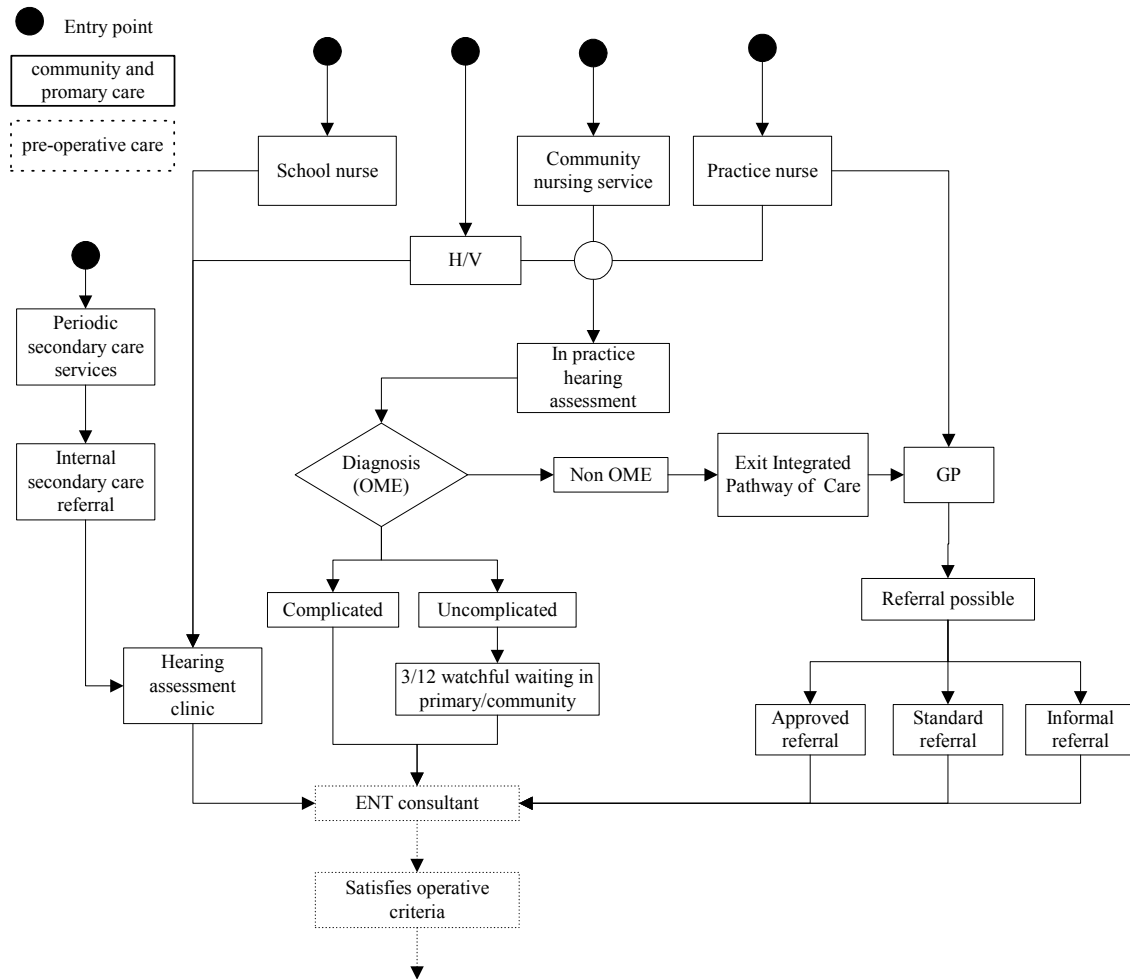 Entry point
community and
promary care
pre-operative care
School nurse
Community
nursing service
Practice nurse
H/V
Periodic
secondary care
services
In practice
hearing
assessment
Internal
secondary care
referral
Diagnosis
(OME)
Non OME
Exit Integrated
Pathway of Care
GP
Complicated
Uncomplicated
Referral possible
Hearing
assessment
clinic
3/12 watchful waiting in
primary/community
Approved
referral
Standard
referral
Informal
referral
ENT consultant
Satisfies operative
criteria